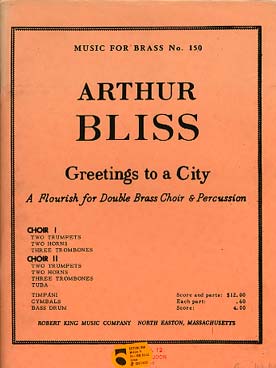 MUSIC FOR BRASS No. 150
ARTHUR
BLISS
Greetings to a City
A Flourish for Double Brass Choir & Percussion
CHOIR I
TWO TRUMPETS
TWO HORNS
THREE TROMBONES
CHOIR II
TWO TRUMPETS
TWO HORNS
THREE TROMBONES
TUBA
TIMPANI
CYMBALS
BASS DRUM
Score and parts: $12.00
Each part: .60
Score: 4.00
ROBERT KING MUSIC COMPANY NORTH EASTON, MASSACHUSETTS